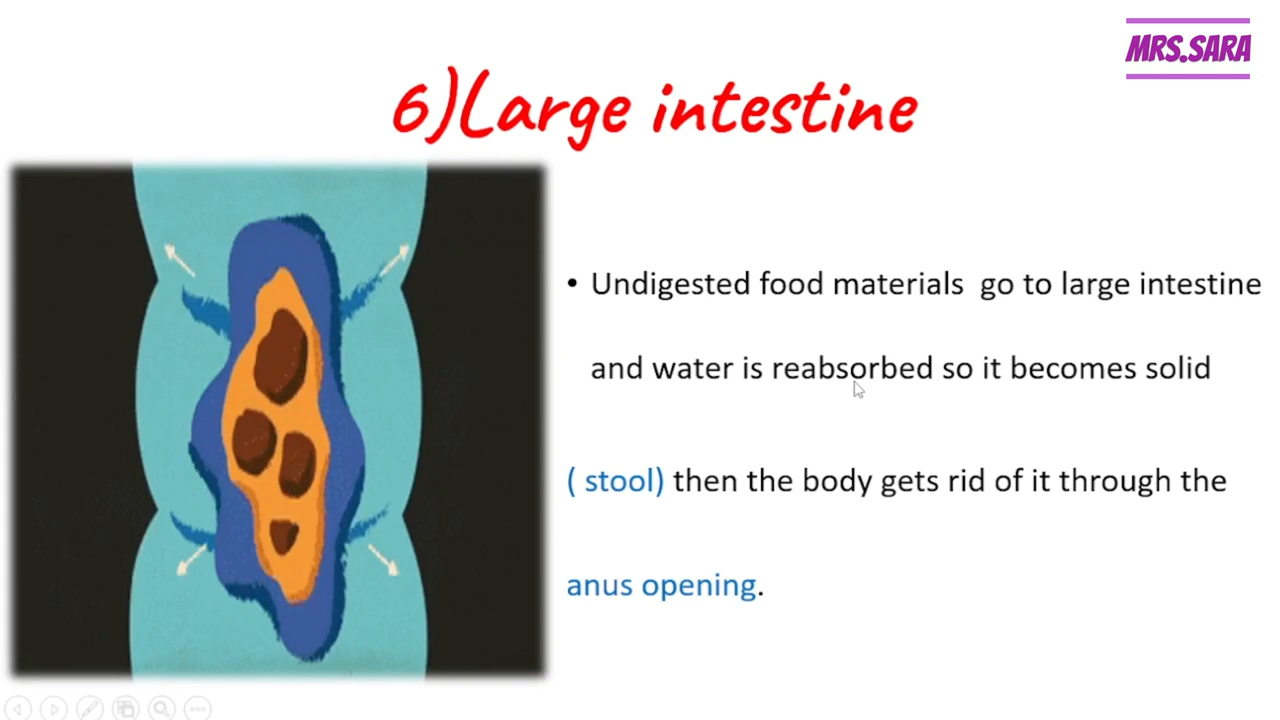 MRS.SARA
6)Large intestine
• Undigested food materials  go to large intestine
and water is reabsorbed so it becomes solid
( stool) then the body gets rid of it through the
anus opening.